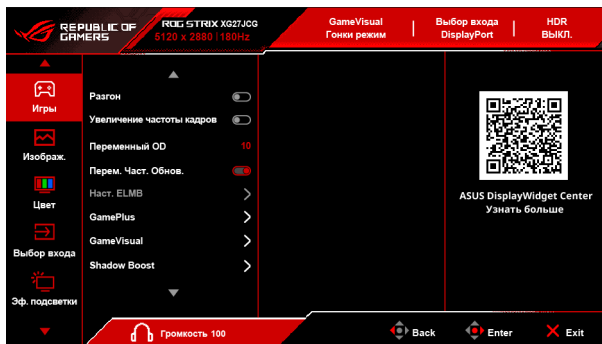 REPUBLIC OF
GAMERS
ROG STRIX XG27JCG
5120 x 2880 | 180Hz
GameVisual
Гонки режим
Выбор входа
DisplayPort
HDR
ВЫКЛ.
Игры
Изображ.
Цвет
Выбор входа
Эф. подсветки
Разгон
Увеличение частоты кадров
Переменный OD
10
Перем. Част. Обнов.
Наст. ELMB
GamePlus
GameVisual
Shadow Boost
ASUS DisplayWidget Center
Узнать больше
Громкость 100
Back
Enter
Exit